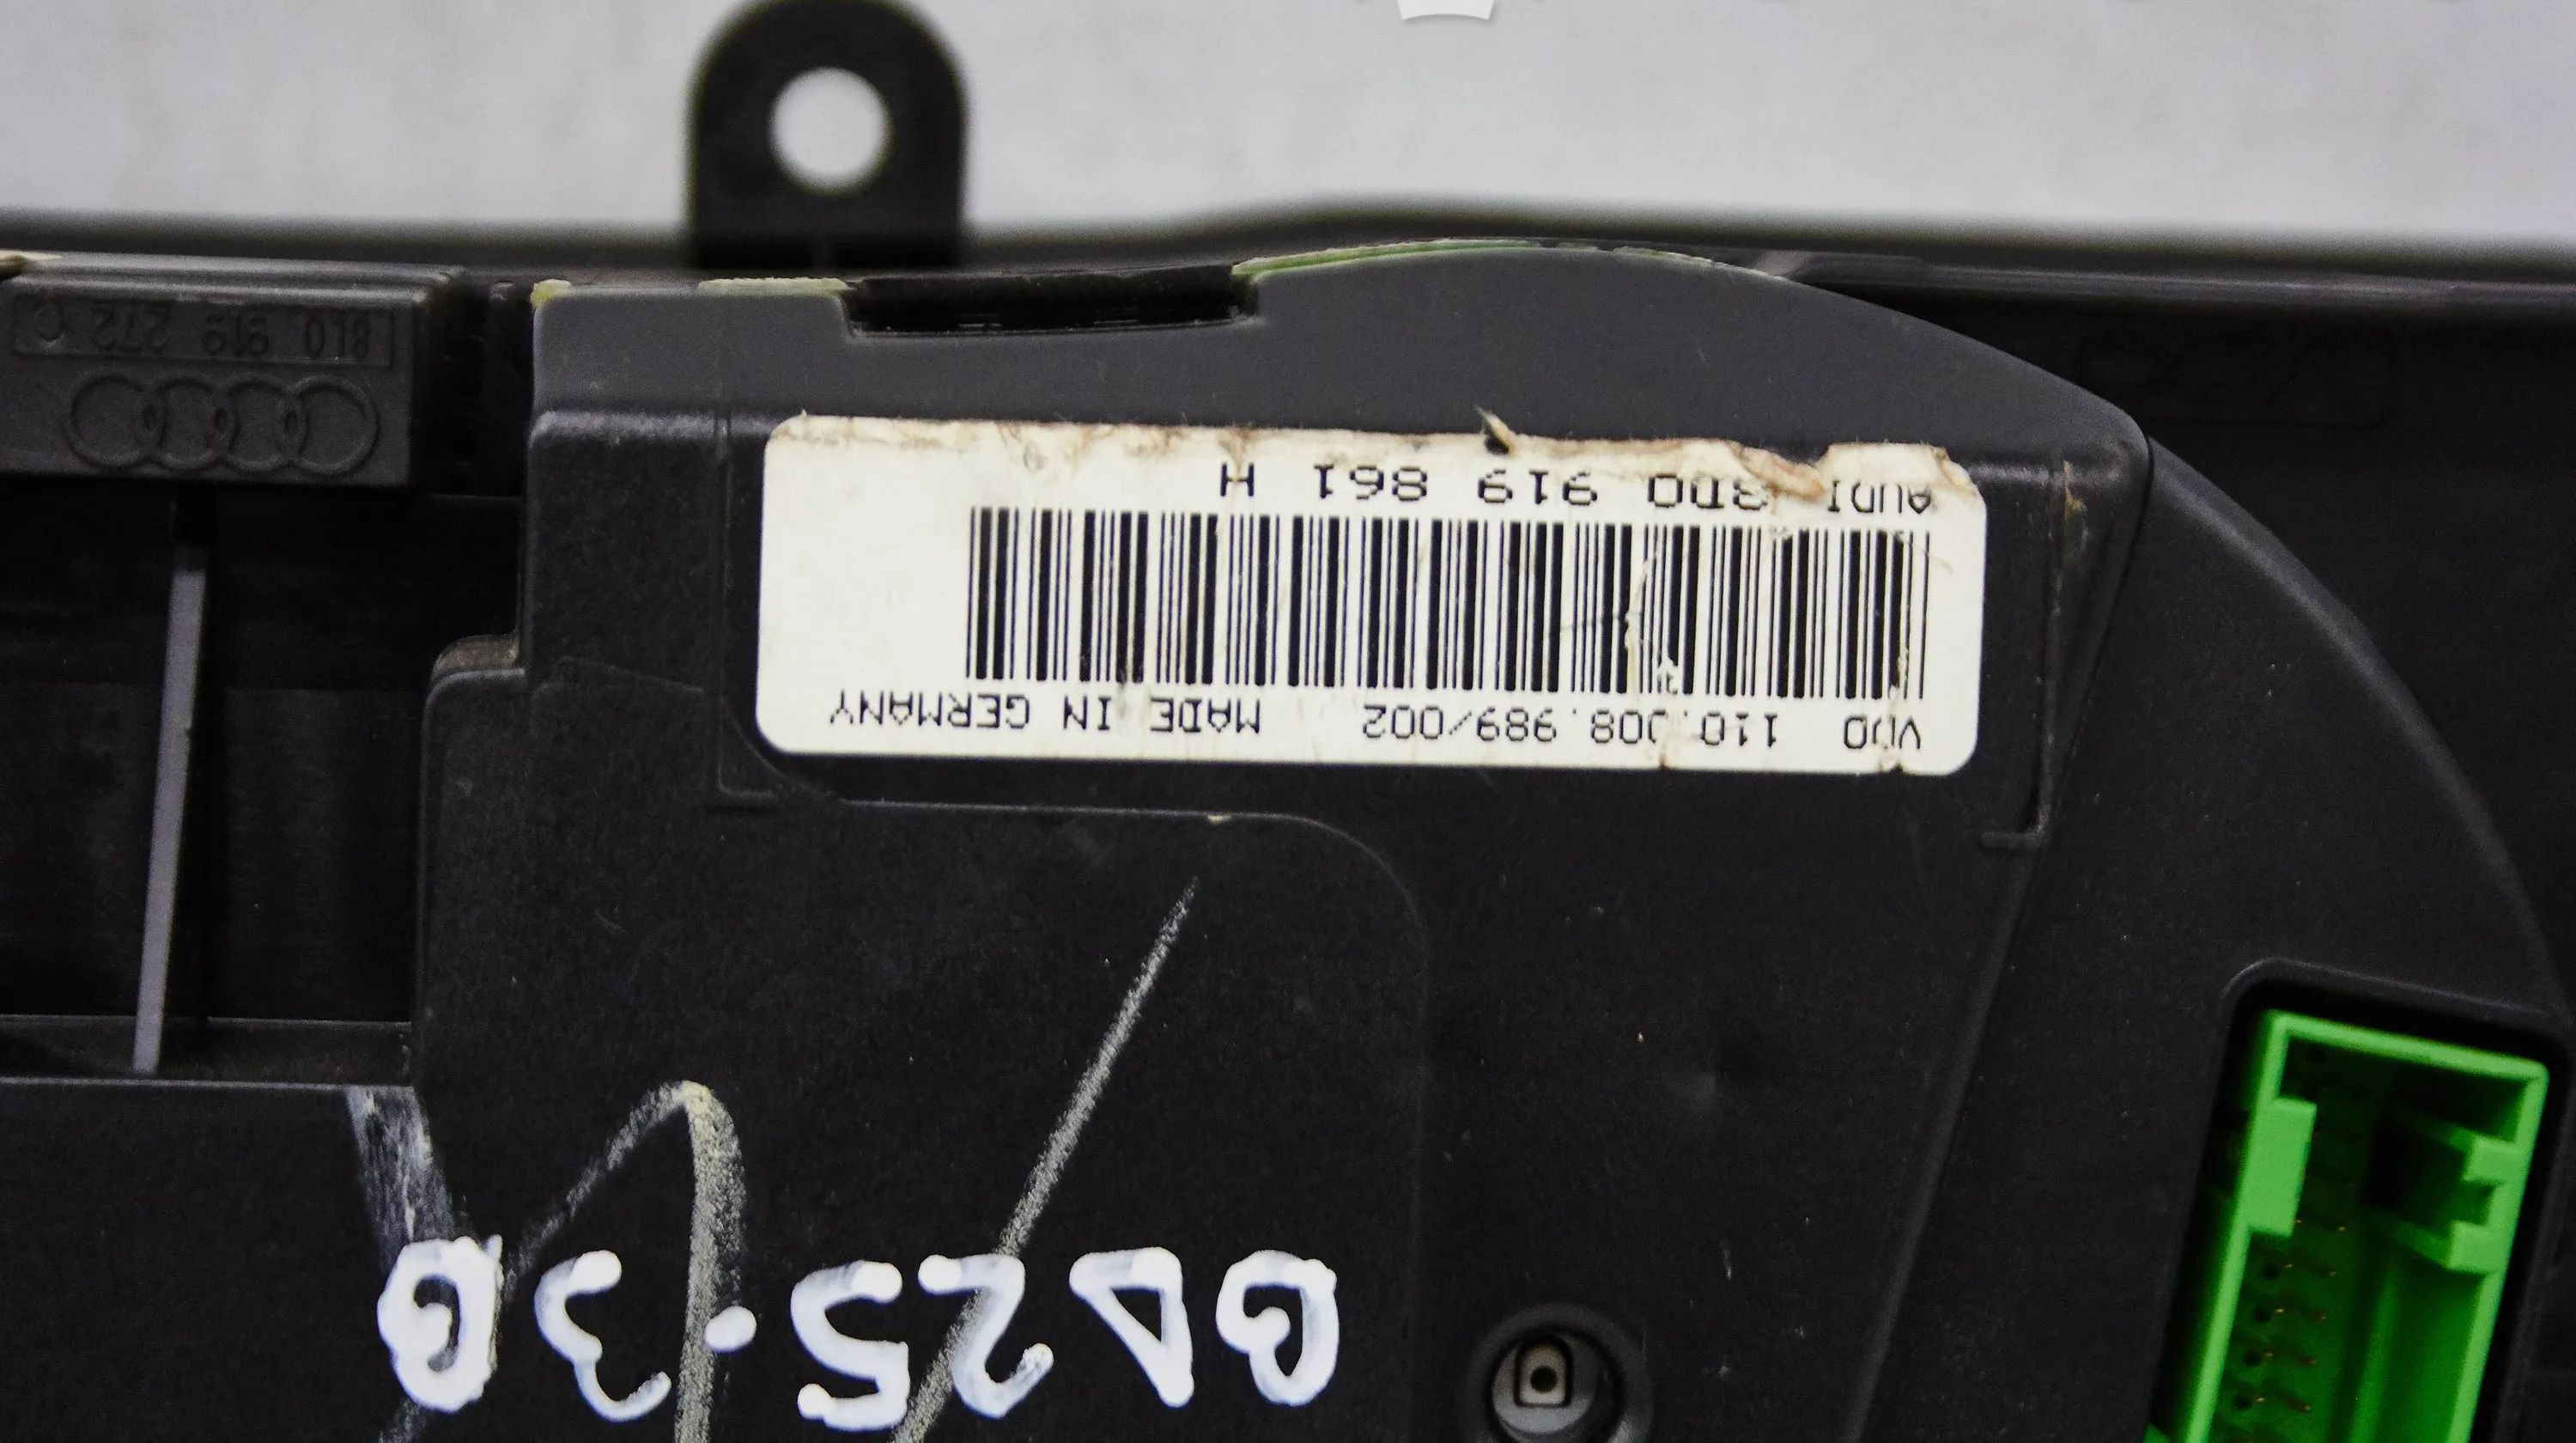 VDO 110.008.989/002 MADE IN GERMANY
AUDI 8D0 919 861 H
8L0 919 272 C